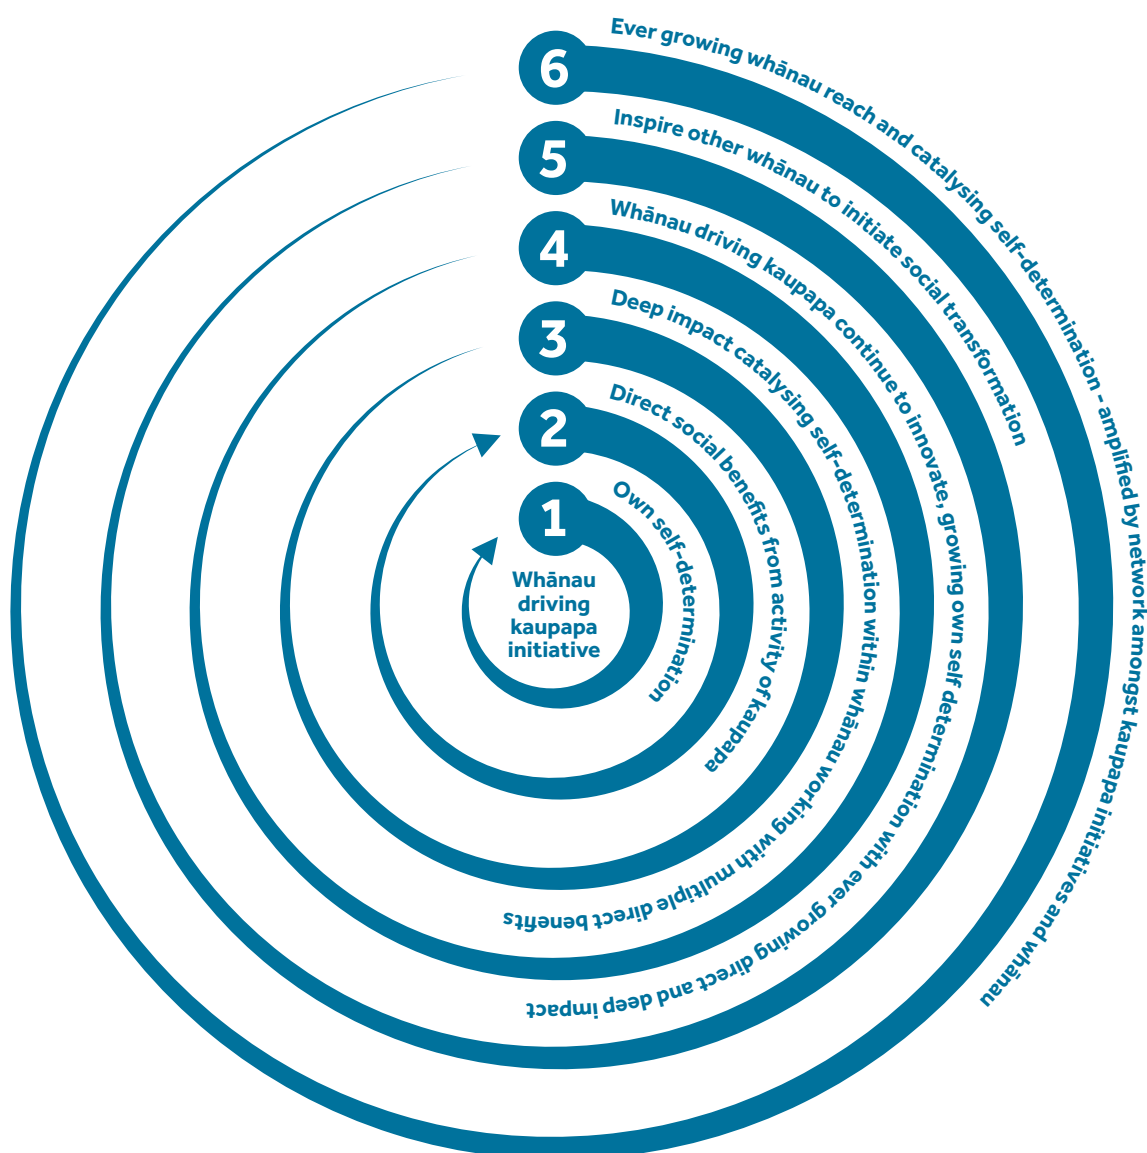 6
Ever growing whānau reach and catalysing self-determination - amplified by network amongst kaupapa initiatives and whānau
5
Inspire other whānau to initiate social transformation
4
Whānau driving kaupapa continue to innovate, growing own self determination with ever growing direct and deep impact
3
Deep impact catalysing self-determination within whānau working with multiple direct benefits
2
Direct social benefits from activity of kaupapa
1
Own self-determination
Whānau
driving
kaupapa
initiative